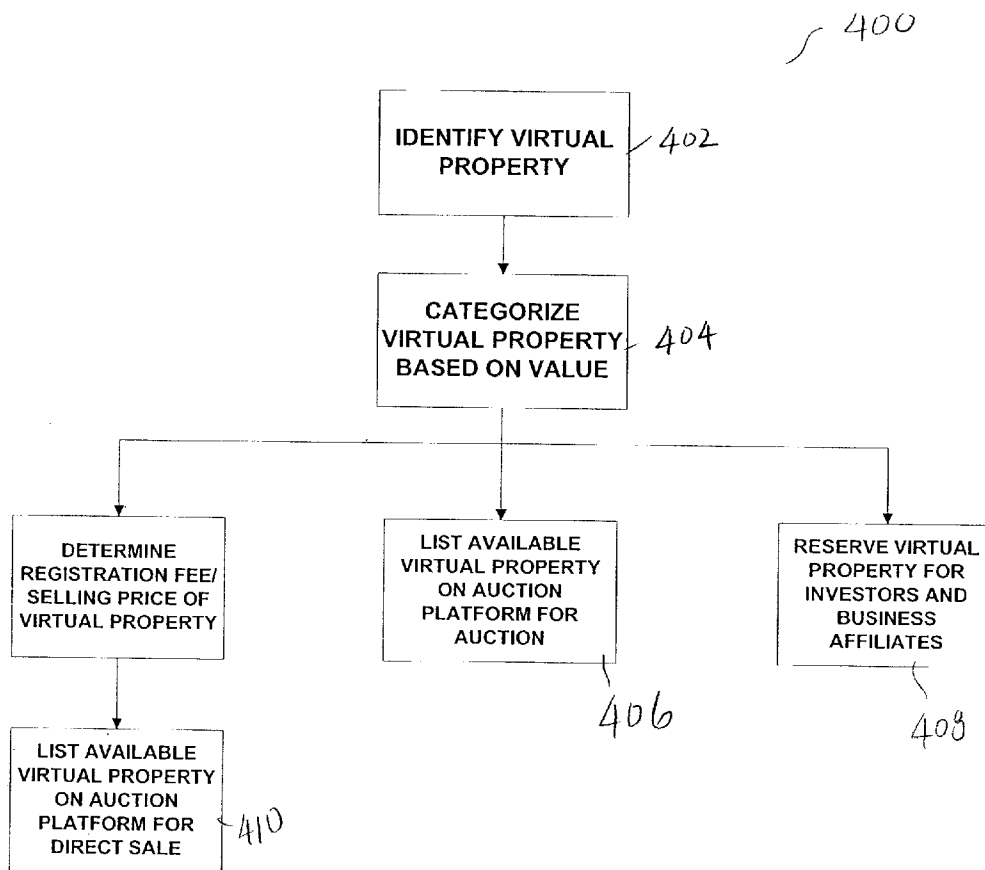 400
IDENTIFY VIRTUAL
PROPERTY
402
CATEGORIZE
VIRTUAL PROPERTY
BASED ON VALUE
404
DETERMINE
REGISTRATION FEE/
SELLING PRICE OF
VIRTUAL PROPERTY
LIST AVAILABLE
VIRTUAL PROPERTY
ON AUCTION
PLATFORM FOR
AUCTION
406
RESERVE VIRTUAL
PROPERTY FOR
INVESTORS AND
BUSINESS
AFFILIATES
408
LIST AVAILABLE
VIRTUAL PROPERTY
ON AUCTION
PLATFORM FOR
DIRECT SALE
410